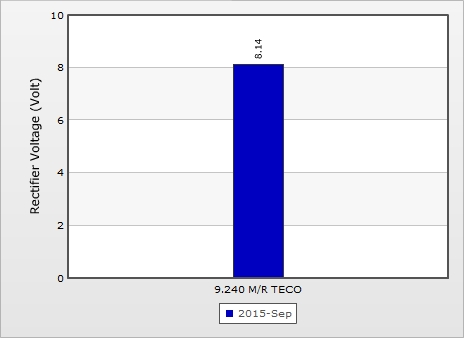 10
8
6
4
2
0
Rectifier Voltage (Volt)
8.14
9.240 M/R TECO
2015-Sep